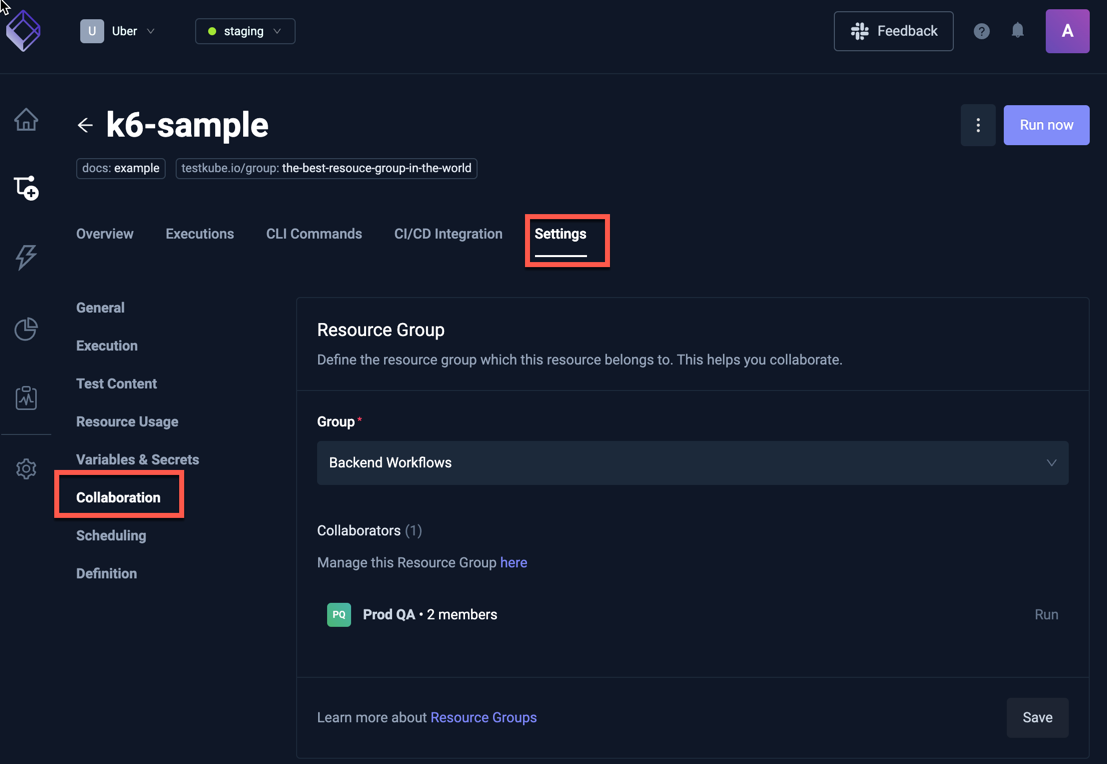 U Uber
staging
Feedback
?
A
k6-sample
Run now
docs: example
testkube.io/group: the-best-resouce-group-in-the-world
Overview
Executions
CLI Commands
CI/CD Integration
Settings
General
Execution
Test Content
Resource Usage
Variables & Secrets
Collaboration
Scheduling
Definition
Resource Group
Define the resource group which this resource belongs to. This helps you collaborate.
Group*
Backend Workflows
Collaborators (1)
Manage this Resource Group here
PQ Prod QA • 2 members
Run
Learn more about Resource Groups
Save